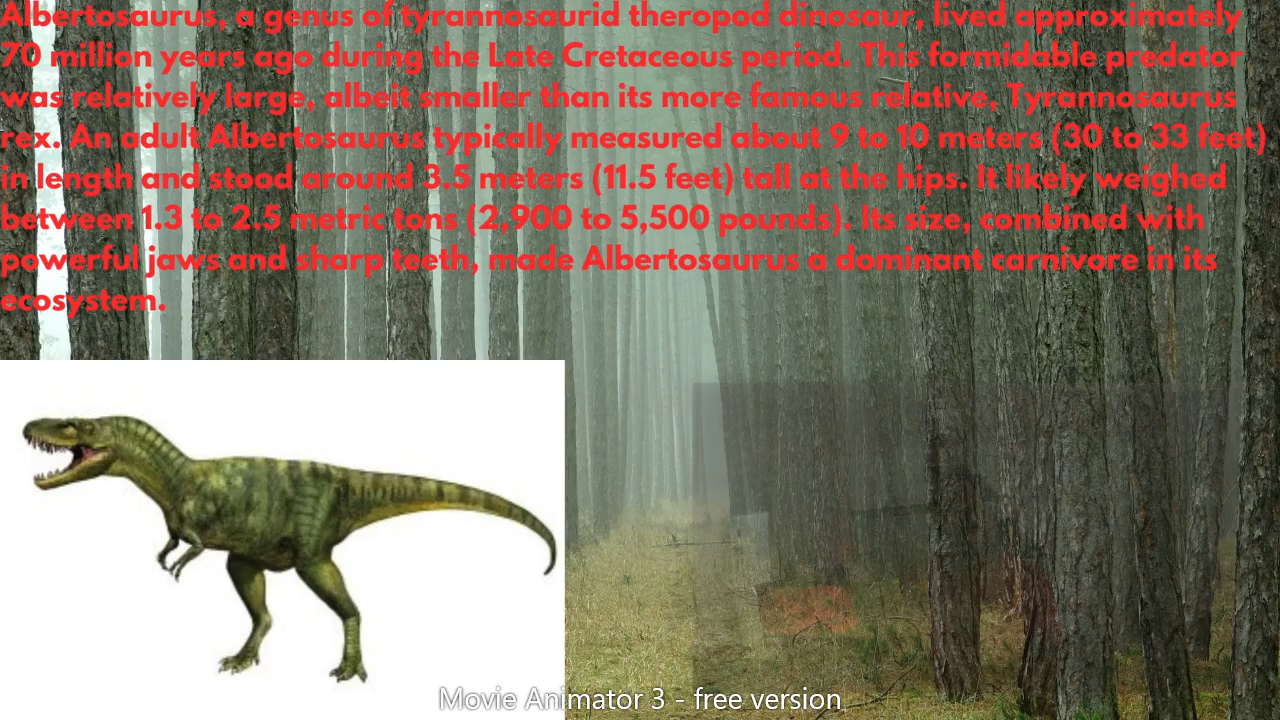 Albertosaurus, a genus of tyrannosaurid theropod dinosaur, lived approximately
70 million years ago during the Late Cretaceous period. This formidable predator
was relatively large, albeit smaller than its more famous relative, Tyrannosaurus
rex. An adult Albertosaurus typically measured about 9 to 10 meters (30 to 33 feet)
in length and stood around 3.5 meters (11.5 feet) tall at the hips. It likely weighed
between 1.3 to 2.5 metric tons (2,900 to 5,500 pounds). Its size, combined with
powerful jaws and sharp teeth, made Albertosaurus a dominant carnivore in its
ecosystem.
Movie Animator 3 - free version